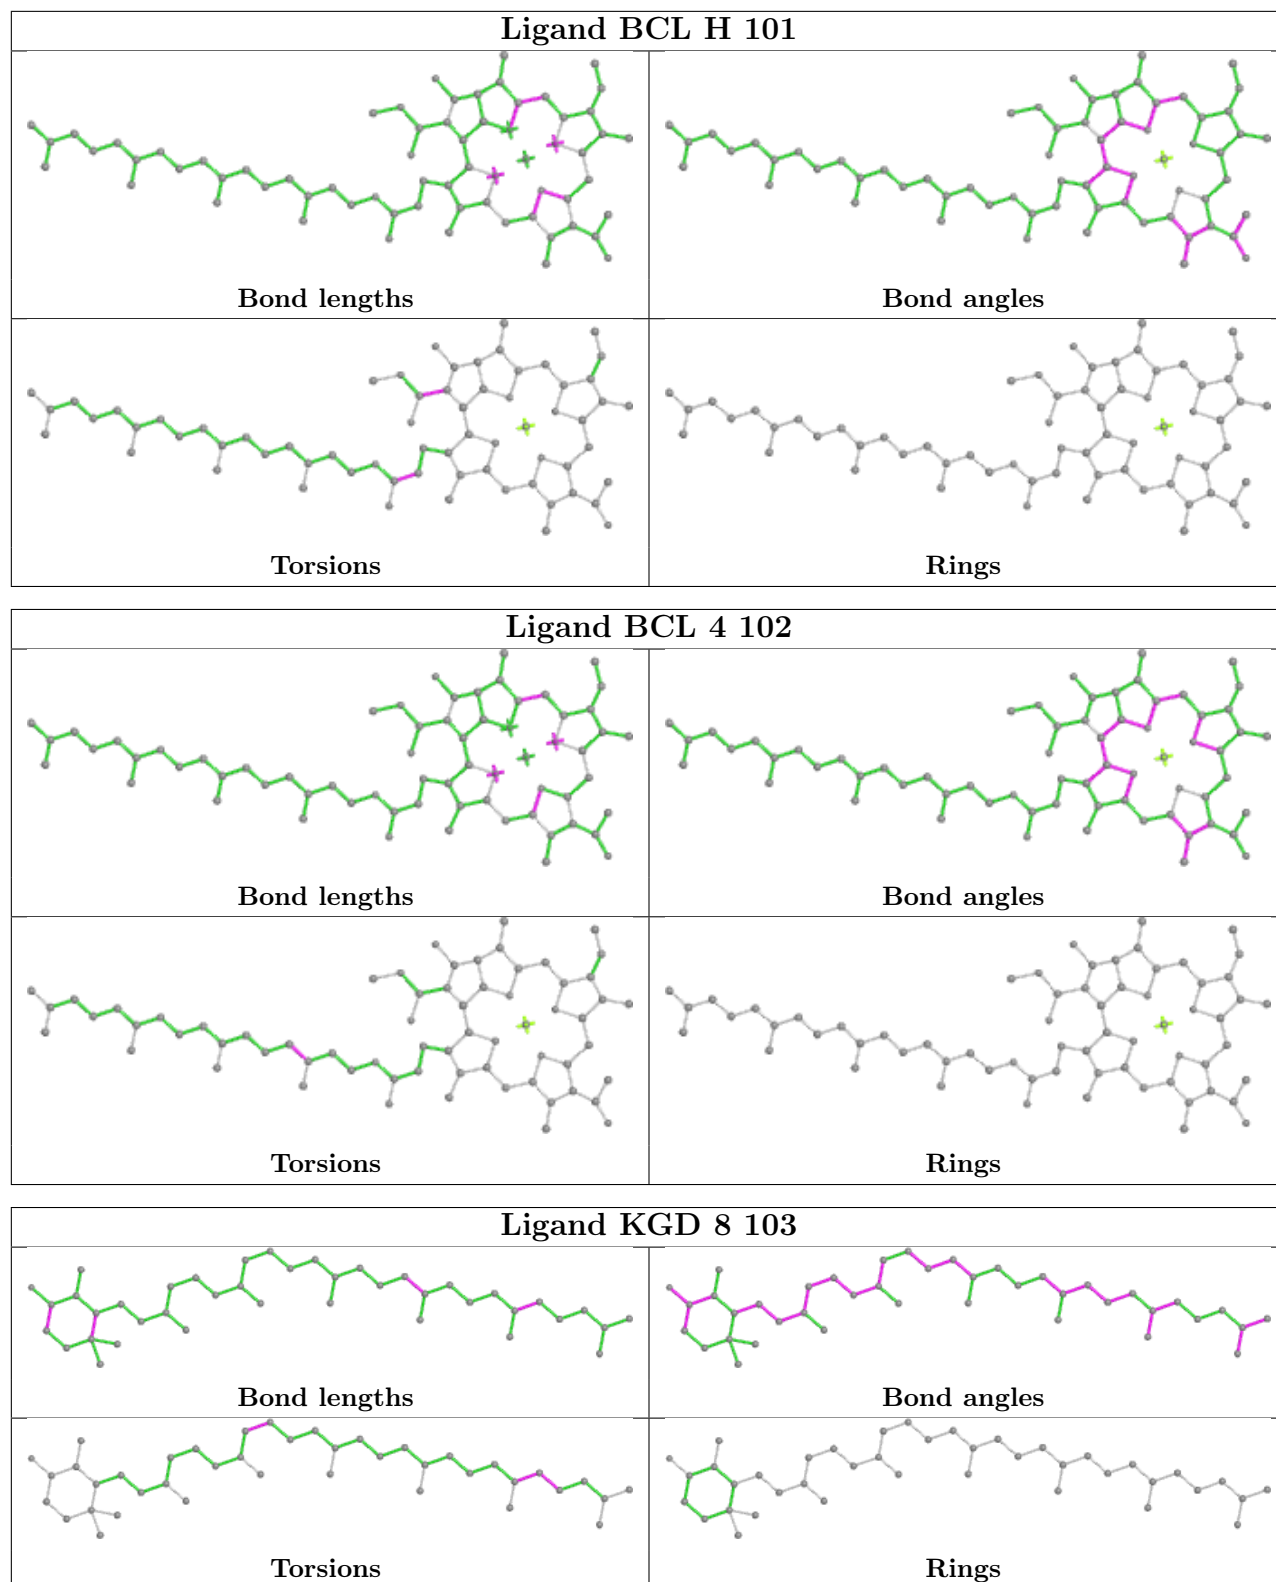 Ligand BCL H 101
Bond lengths
Bond angles
Torsions
Rings
Ligand BCL 4 102
Bond lengths
Bond angles
Torsions
Rings
Ligand KGD 8 103
Bond lengths
Bond angles
Torsions
Rings